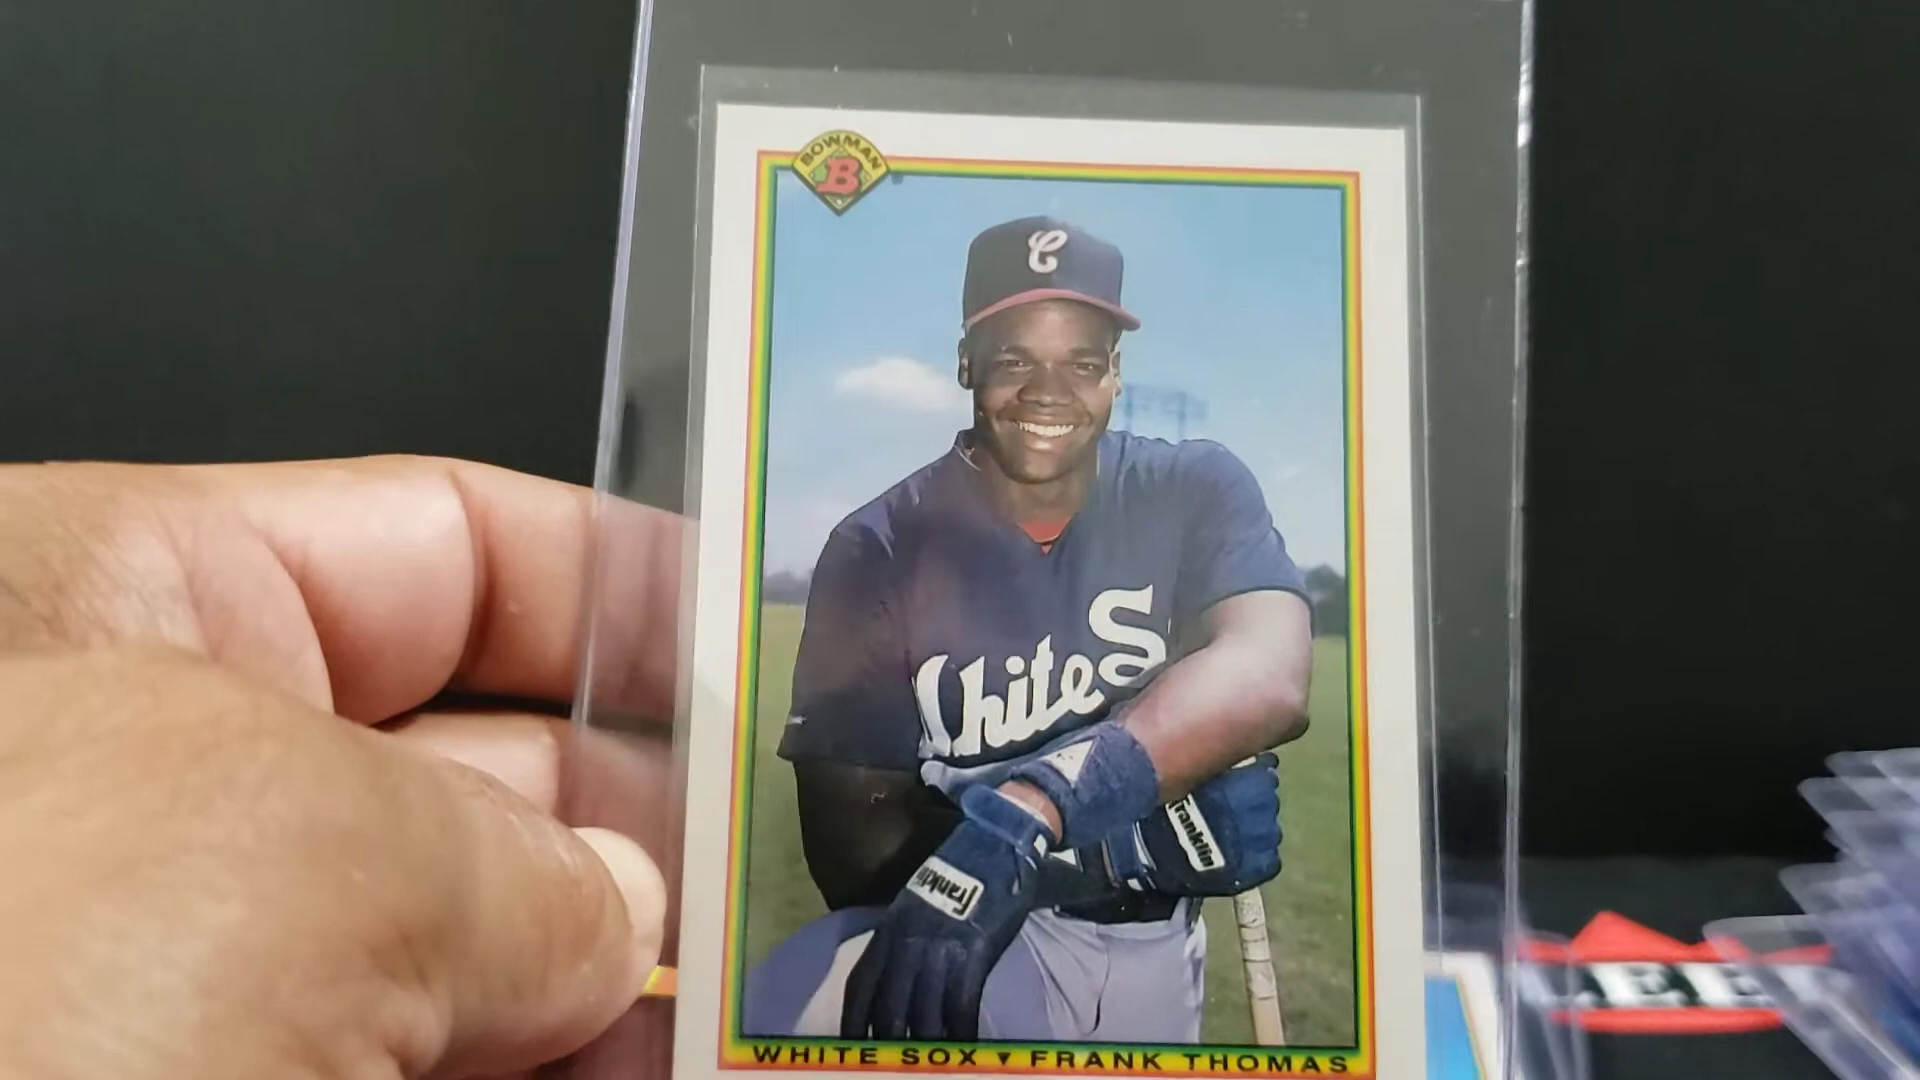 BOWMAN
B
C
White S
Franklin
Franklin
WHITE SOX ▼ FRANK THOMAS